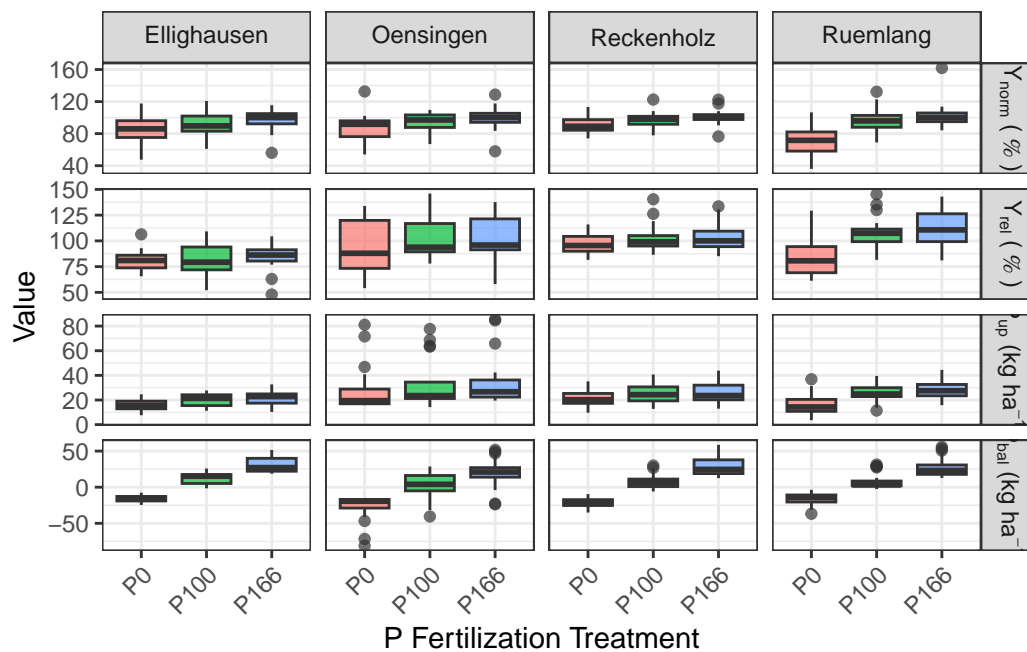 Ellighausen Oensingen Reckenholz Ruemlang
160
120
80
40
Y norm ( % )
150
125
100
75
50
Y rel ( % )
80
60
40
20
0
up (kg ha⁻¹
50
0
−50
bal (kg ha⁻
P0 P100 P166 P0 P100 P166 P0 P100 P166 P0 P100 P166
Value
P Fertilization Treatment